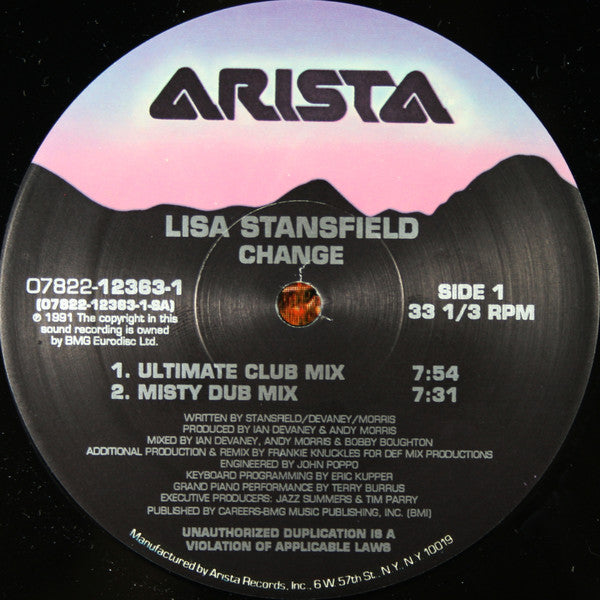 ARISTA
LISA STANSFIELD
CHANGE
07822-12363-1
(07822-12363-1-SA)
℗ 1991 The copyright in this
sound recording is owned
by BMG Eurodisc Ltd.
SIDE 1
33 1/3 RPM
1. ULTIMATE CLUB MIX 7:54
2. MISTY DUB MIX 7:31
WRITTEN BY STANSFIELD/DEVANEY/MORRIS
PRODUCED BY IAN DEVANEY & ANDY MORRIS
MIXED BY IAN DEVANEY, ANDY MORRIS & BOBBY BOUGHTON
ADDITIONAL PRODUCTION & REMIX BY FRANKIE KNUCKLES FOR DEF MIX PRODUCTIONS
ENGINEERED BY JOHN POPPO
KEYBOARD PROGRAMMING BY ERIC KUPPER
GRAND PIANO PERFORMANCE BY TERRY BURRUS
EXECUTIVE PRODUCERS: JAZZ SUMMERS & TIM PARRY
PUBLISHED BY CAREERS-BMG MUSIC PUBLISHING, INC. (BMI)
UNAUTHORIZED DUPLICATION IS A
VIOLATION OF APPLICABLE LAWS
Manufactured by Arista Records, Inc., 6 W 57th St., N.Y. N.Y 10019